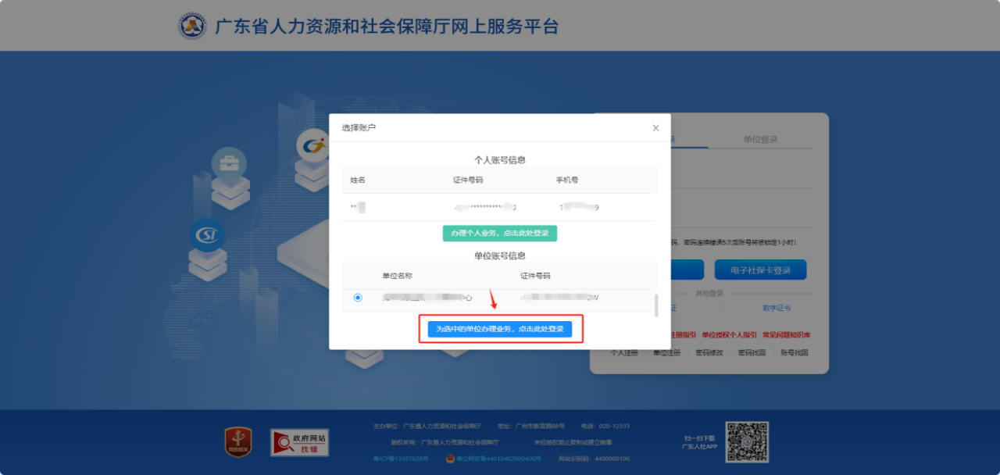 广东省人力资源和社会保障厅网上服务平台
选择账户
个人账号信息
姓名 证件号码 手机号
办理个人业务，点击此处登录
单位账号信息
单位名称 证件号码
中心
为选中的单位办理业务，点击此处登录
单位登录
码，密码连续错误5次后账号将被锁定1小时！
电子社保卡登录
其他登录
数字证书
注册指引 单位授权个人指引 常见问题知识库
个人注册 单位注册 密码修改 密码找回 账号找回
党政机关
政府网站
找错
主办单位：广东省人力资源和社会保障厅 地址：广州市教育路88号 电话：020-12333
版权所有：广东省人力资源和社会保障厅 未经授权禁止复制或建立镜像
粤ICP备12027628号 粤公网安备44010402000400号 网站识别码：4400000106
扫一扫下载
广东人社APP